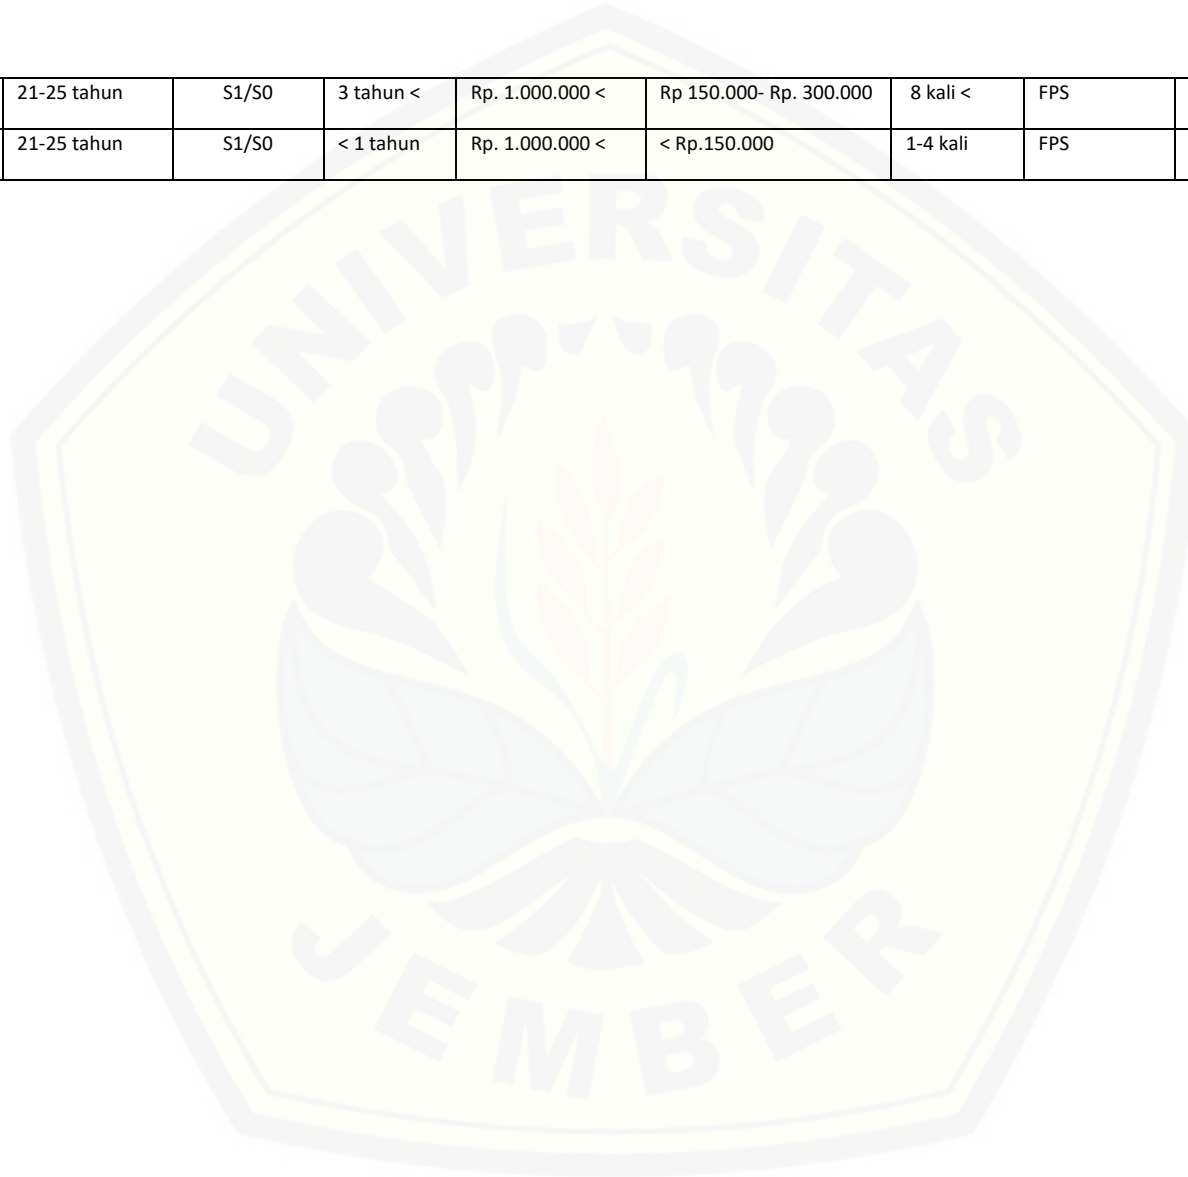 21-25 tahun S1/S0 3 tahun < Rp. 1.000.000 < Rp 150.000- Rp. 300.000 8 kali < FPS
21-25 tahun S1/S0 < 1 tahun Rp. 1.000.000 < < Rp.150.000 1-4 kali FPS
UNIVERSITAS
JEMBER